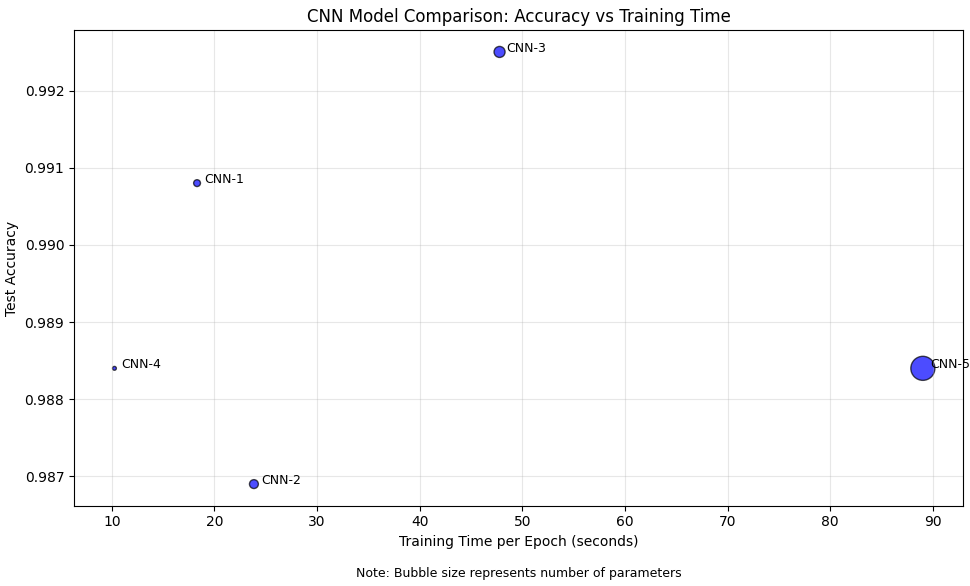 CNN Model Comparison: Accuracy vs Training Time
CNN-3
0.992
0.991
CNN-1
0.990
Test Accuracy
0.989
CNN-4
CNN-5
0.988
0.987
CNN-2
10 20 30 40 50 60 70 80 90
Training Time per Epoch (seconds)
Note: Bubble size represents number of parameters